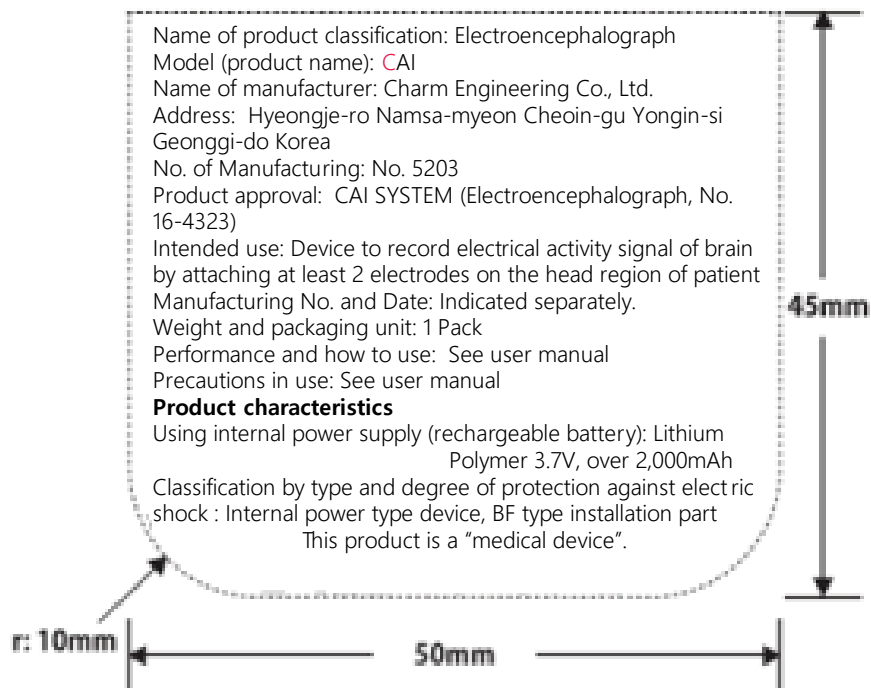 Name of product classification: Electroencephalograph
Model (product name): CAI
Name of manufacturer: Charm Engineering Co., Ltd.
Address: Hyeongje-ro Namsa-myeon Cheoin-gu Yongin-si
Geonggi-do Korea
No. of Manufacturing: No. 5203
Product approval: CAI SYSTEM (Electroencephalograph, No.
16-4323)
Intended use: Device to record electrical activity signal of brain
by attaching at least 2 electrodes on the head region of patient
Manufacturing No. and Date: Indicated separately.
Weight and packaging unit: 1 Pack
Performance and how to use: See user manual
Precautions in use: See user manual
Product characteristics
Using internal power supply (rechargeable battery): Lithium
Polymer 3.7V, over 2,000mAh
Classification by type and degree of protection against electric
shock : Internal power type device, BF type installation part
This product is a “medical device”.
45mm
r: 10mm
50mm